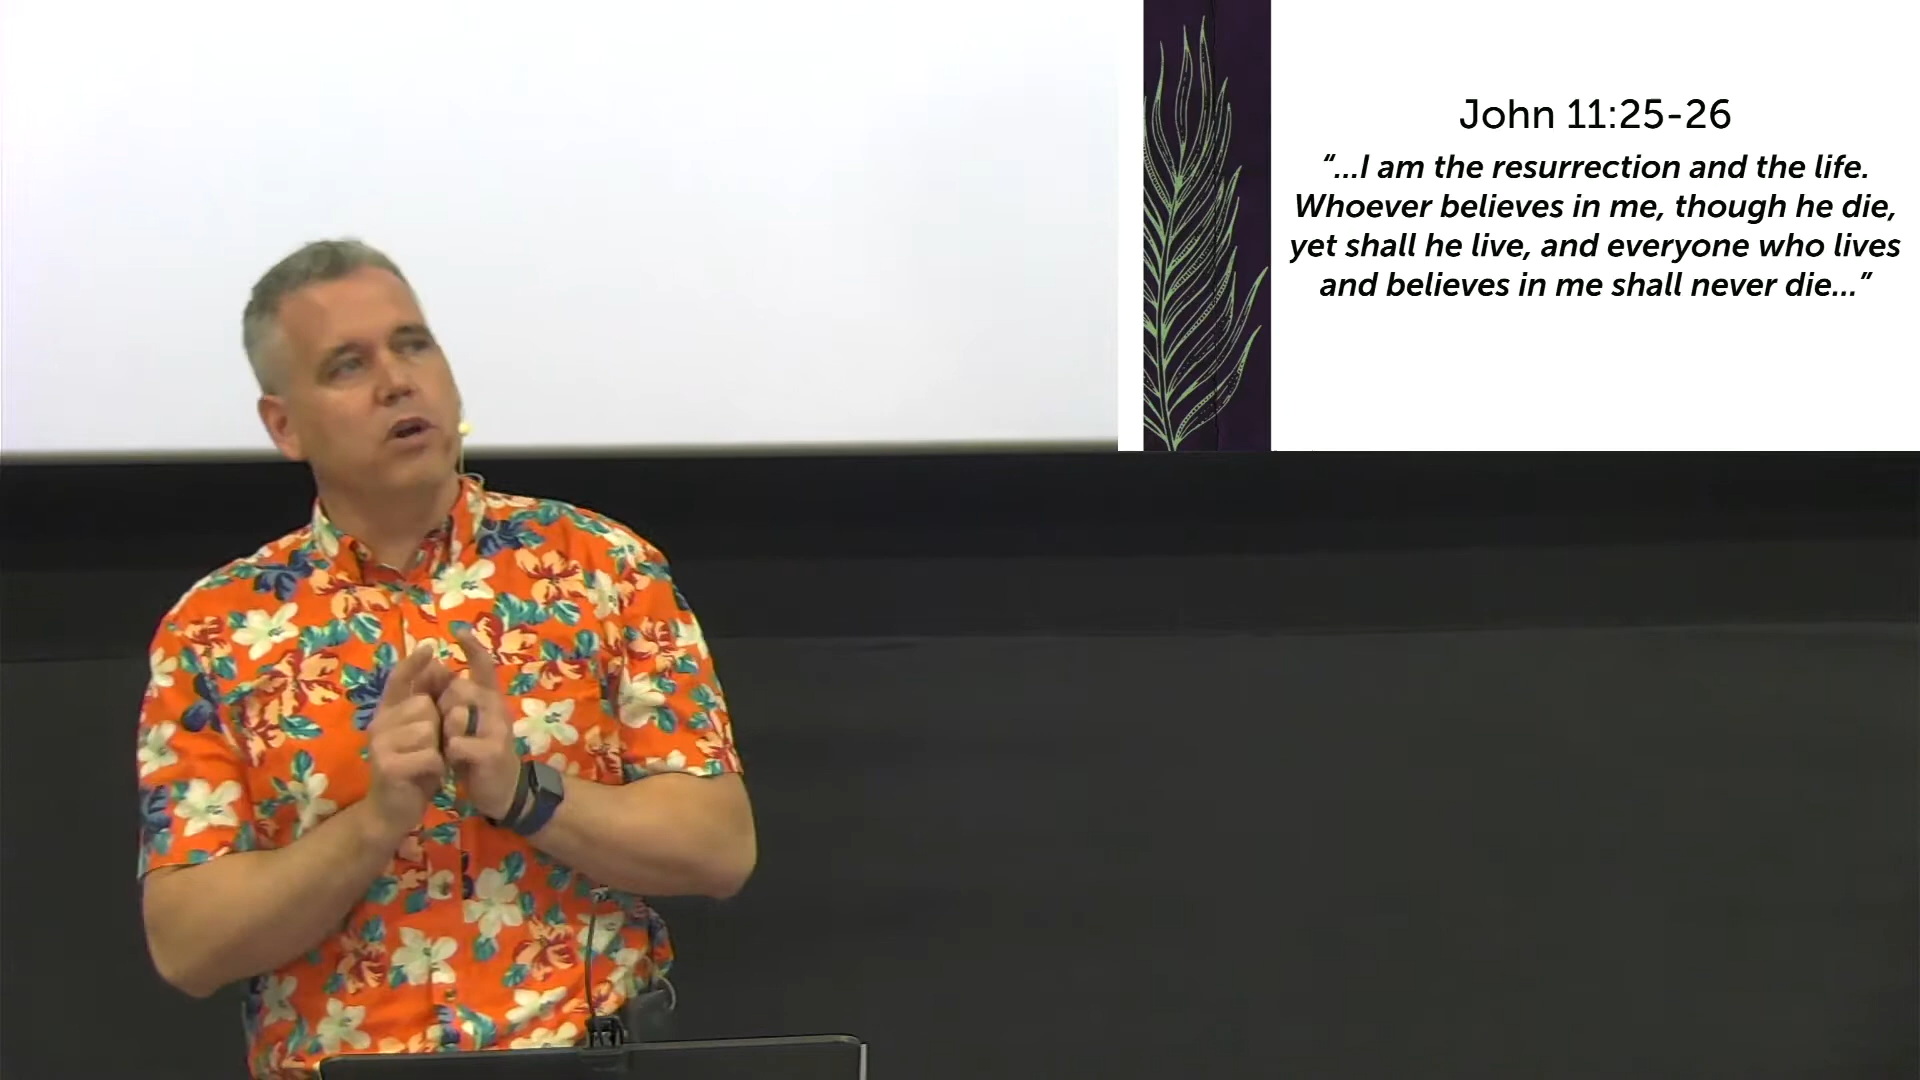 John 11:25-26
“...I am the resurrection and the life.
Whoever believes in me, though he die,
yet shall he live, and everyone who lives
and believes in me shall never die...”